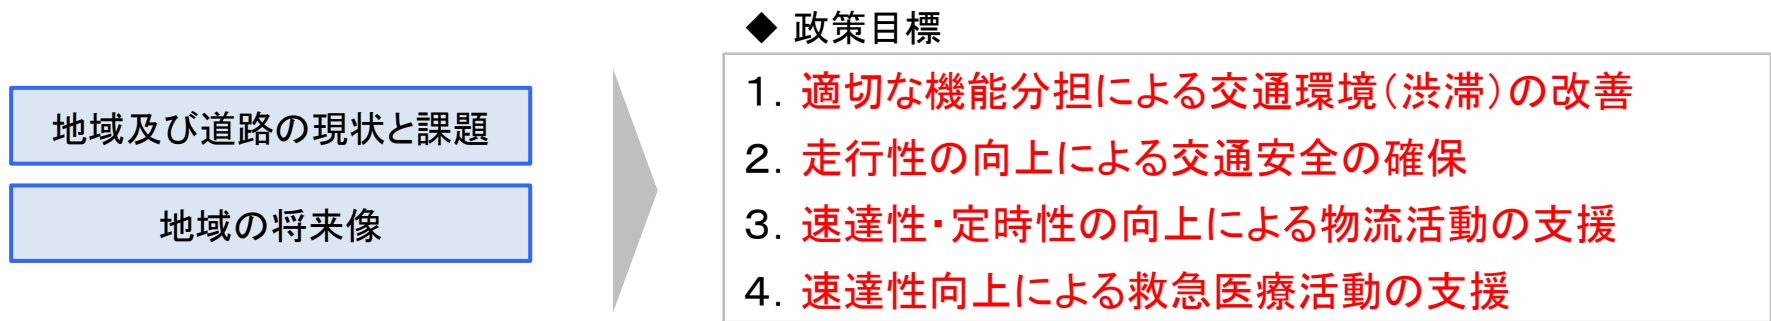 地域及び道路の現状と課題
地域の将来像
◆ 政策目標
１．適切な機能分担による交通環境（渋滞）の改善
２．走行性の向上による交通安全の確保
３．速達性・定時性の向上による物流活動の支援
４．速達性向上による救急医療活動の支援